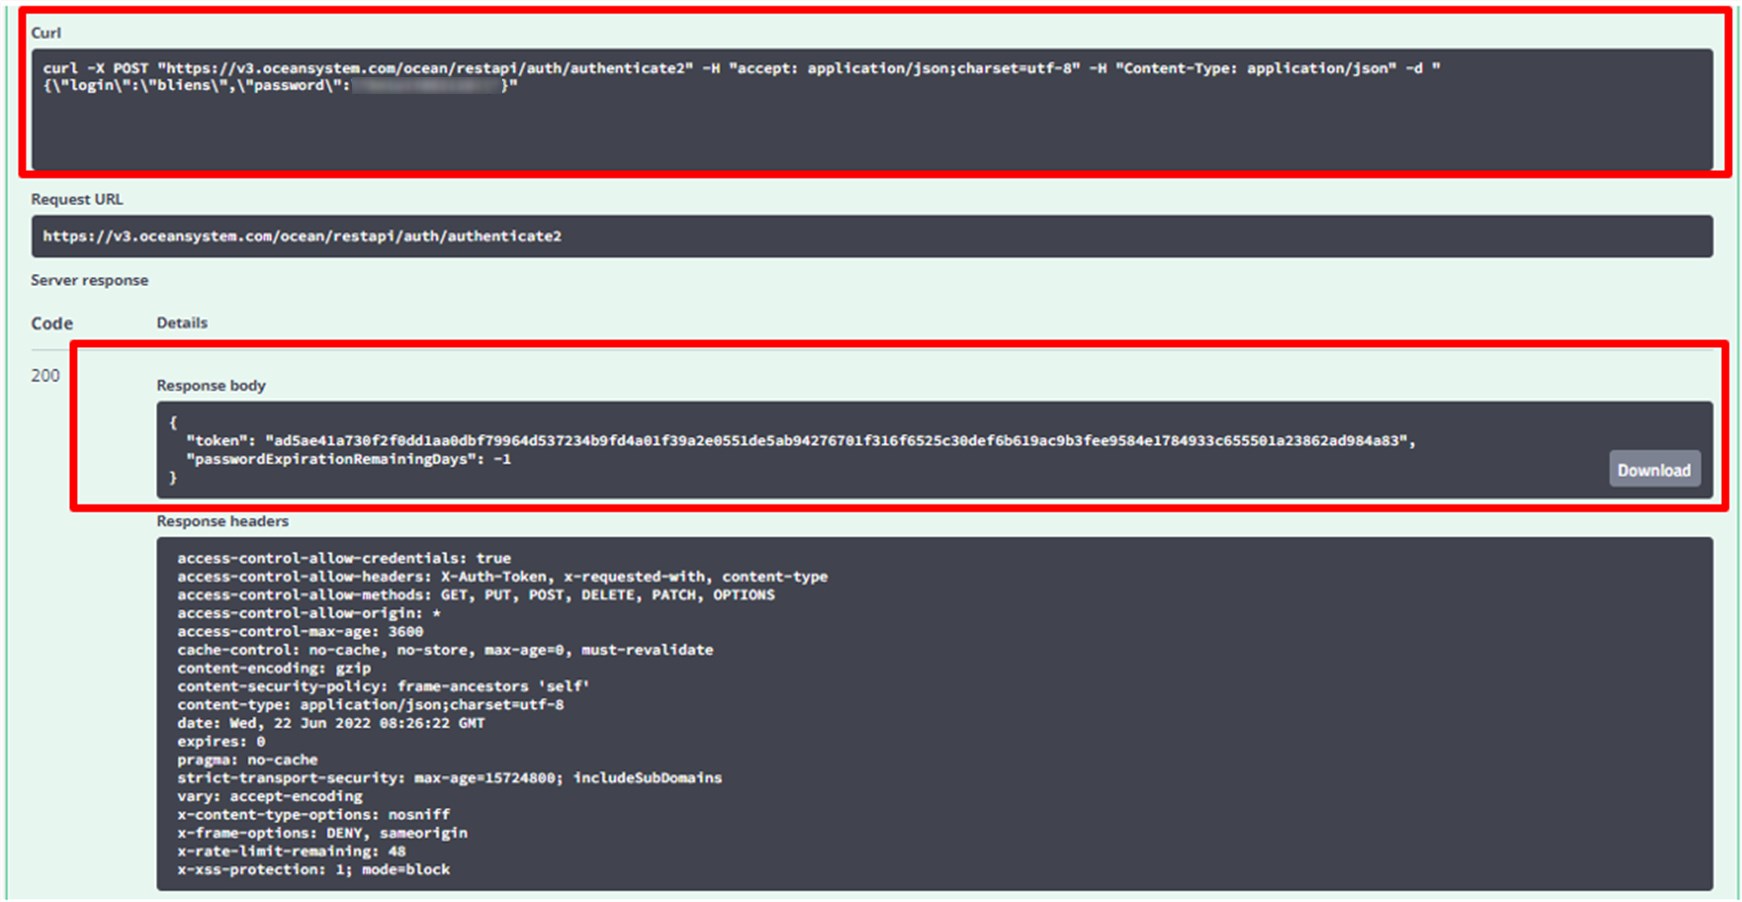 Curl
curl -X POST "https://v3.oceansystem.com/ocean/restapi/auth/authenticate2" -H "accept: application/json;charset=utf-8" -H "Content-Type: application/json" -d "
{\"login\":\"bliens\",\"password\": }"
Request URL
https://v3.oceansystem.com/ocean/restapi/auth/authenticate2
Server response
Code Details
200
Response body
{
"token": "ad5ae41a730f2f0dd1aa0dbf79964d537234b9fd4a01f39a2e0551de5ab94276701f316f6525c30def6b619ac9b3fee9584e1784933c655501a23862ad984a83",
"passwordExpirationRemainingDays": -1
}
Download
Response headers
access-control-allow-credentials: true
access-control-allow-headers: X-Auth-Token, x-requested-with, content-type
access-control-allow-methods: GET, PUT, POST, DELETE, PATCH, OPTIONS
access-control-allow-origin: *
access-control-max-age: 3600
cache-control: no-cache, no-store, max-age=0, must-revalidate
content-encoding: gzip
content-security-policy: frame-ancestors 'self'
content-type: application/json;charset=utf-8
date: Wed, 22 Jun 2022 08:26:22 GMT
expires: 0
pragma: no-cache
strict-transport-security: max-age=15724800; includeSubDomains
vary: accept-encoding
x-content-type-options: nosniff
x-frame-options: DENY, sameorigin
x-rate-limit-remaining: 48
x-xss-protection: 1; mode=block